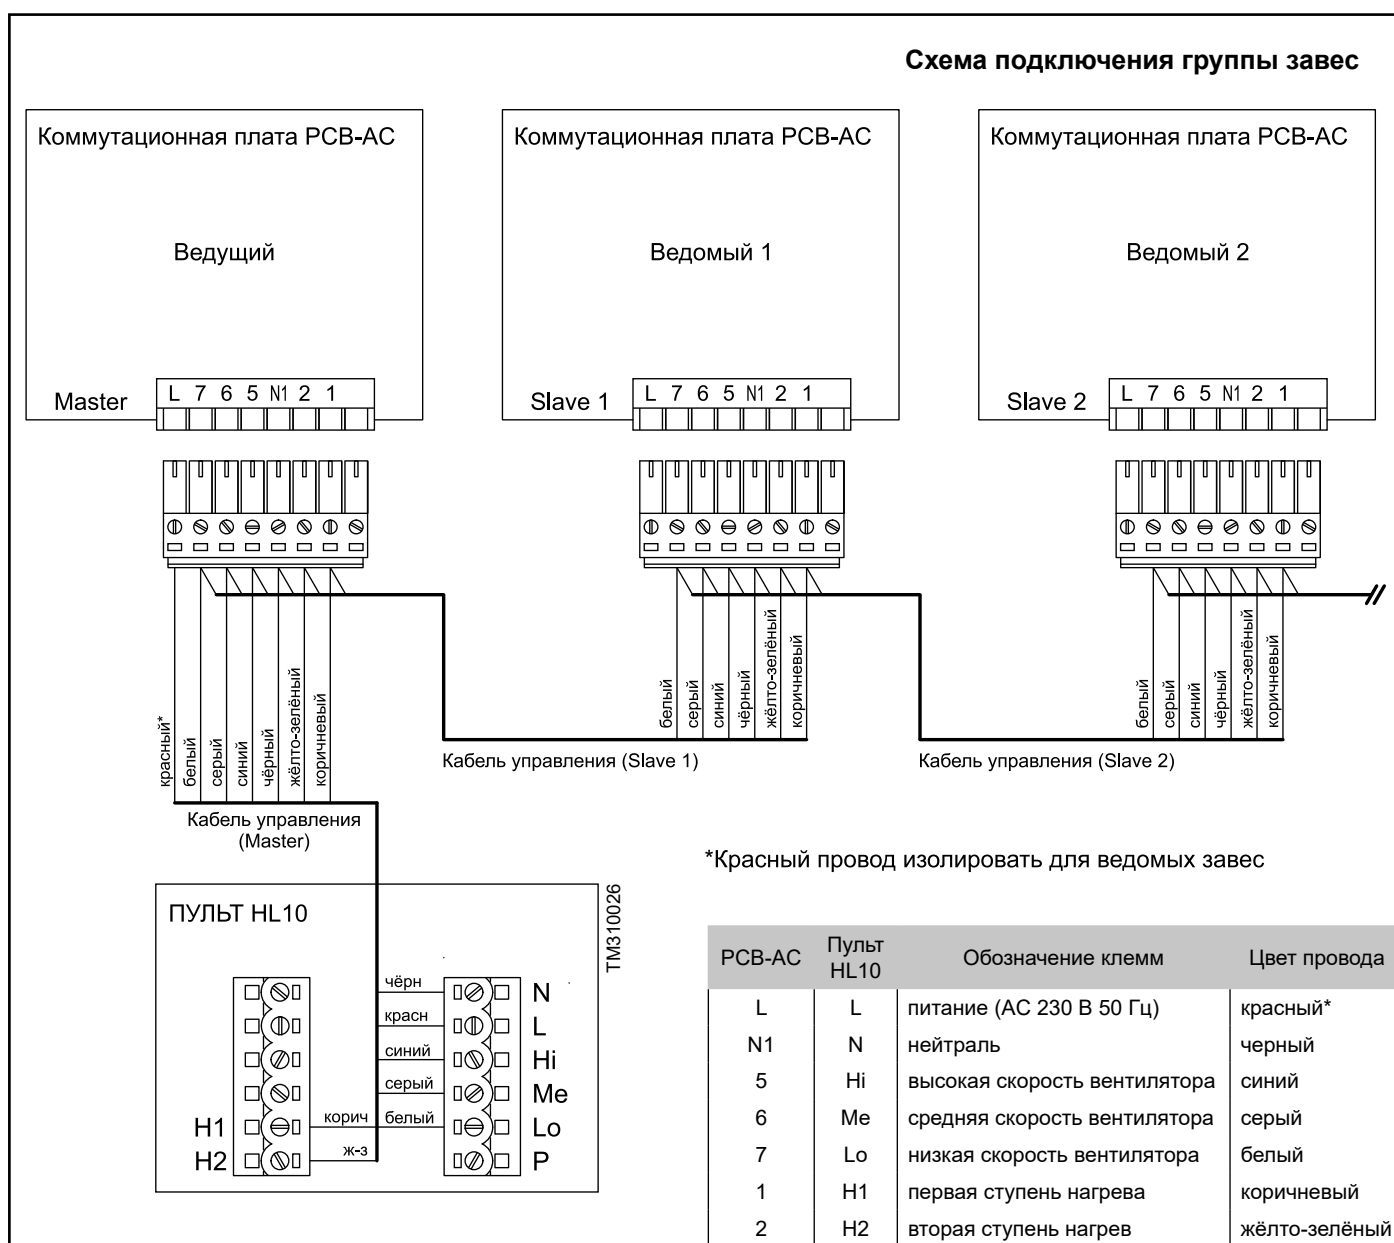 Схема подключения группы завес
Коммутационная плата PCB-AC
Ведущий
Master
L 7 6 5 N1 2 1
Коммутационная плата PCB-AC
Ведомый 1
Slave 1
L 7 6 5 N1 2 1
Коммутационная плата PCB-AC
Ведомый 2
Slave 2
L 7 6 5 N1 2 1
красный*
белый
серый
синий
чёрный
жёлто-зелёный
коричневый
Кабель управления
(Master)
белый
серый
синий
чёрный
жёлто-зелёный
коричневый
Кабель управления (Slave 1)
белый
серый
синий
чёрный
жёлто-зелёный
коричневый
Кабель управления (Slave 2)
ПУЛЬТ HL10
TM310026
чёрн N
красн L
синий Hi
серый Me
H1 корич белый Lo
H2 ж-з P
*Красный провод изолировать для ведомых завес
PCB-AC Пульт HL10 Обозначение клемм Цвет провода
L L питание (AC 230 В 50 Гц) красный*
N1 N нейтраль черный
5 Hi высокая скорость вентилятора синий
6 Me средняя скорость вентилятора серый
7 Lo низкая скорость вентилятора белый
1 H1 первая ступень нагрева коричневый
2 H2 вторая ступень нагрев жёлто-зелёный